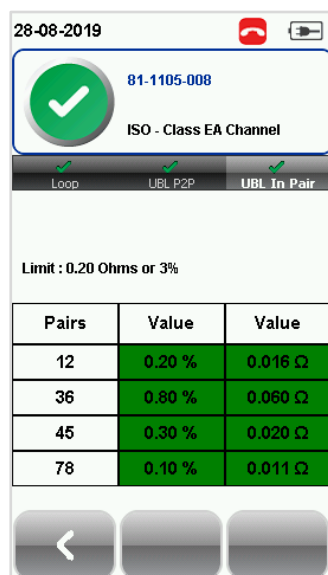 28-08-2019
81-1105-008
ISO - Class EA Channel
Loop UBL P2P UBL In Pair
Limit : 0.20 Ohms or 3%
Pairs Value Value
12 0.20 % 0.016 Ω
36 0.80 % 0.060 Ω
45 0.30 % 0.020 Ω
78 0.10 % 0.011 Ω